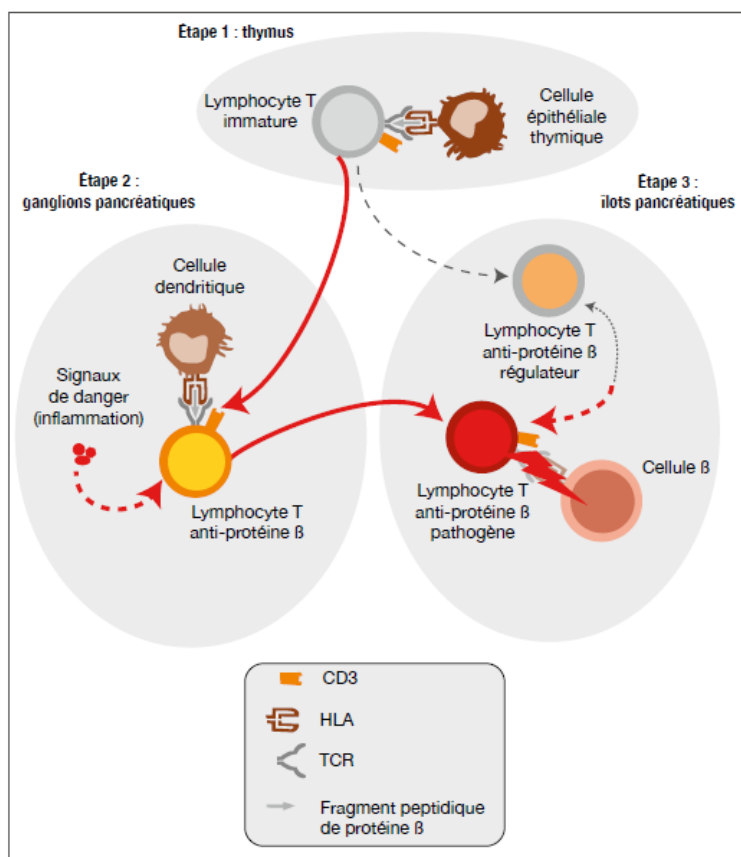 Étape 1 : thymus
Lymphocyte T
immature
Cellule
épithéliale
thymique
Étape 2 :
ganglions pancréatiques
Étape 3 :
ilots pancréatiques
Cellule
dendritique
Signaux
de danger
(inflammation)
Lymphocyte T
anti-protéine ß
Lymphocyte T
anti-protéine ß
régulateur
Lymphocyte T
anti-protéine ß
pathogène
Cellule ß
CD3
HLA
TCR
Fragment peptidique
de protéine ß